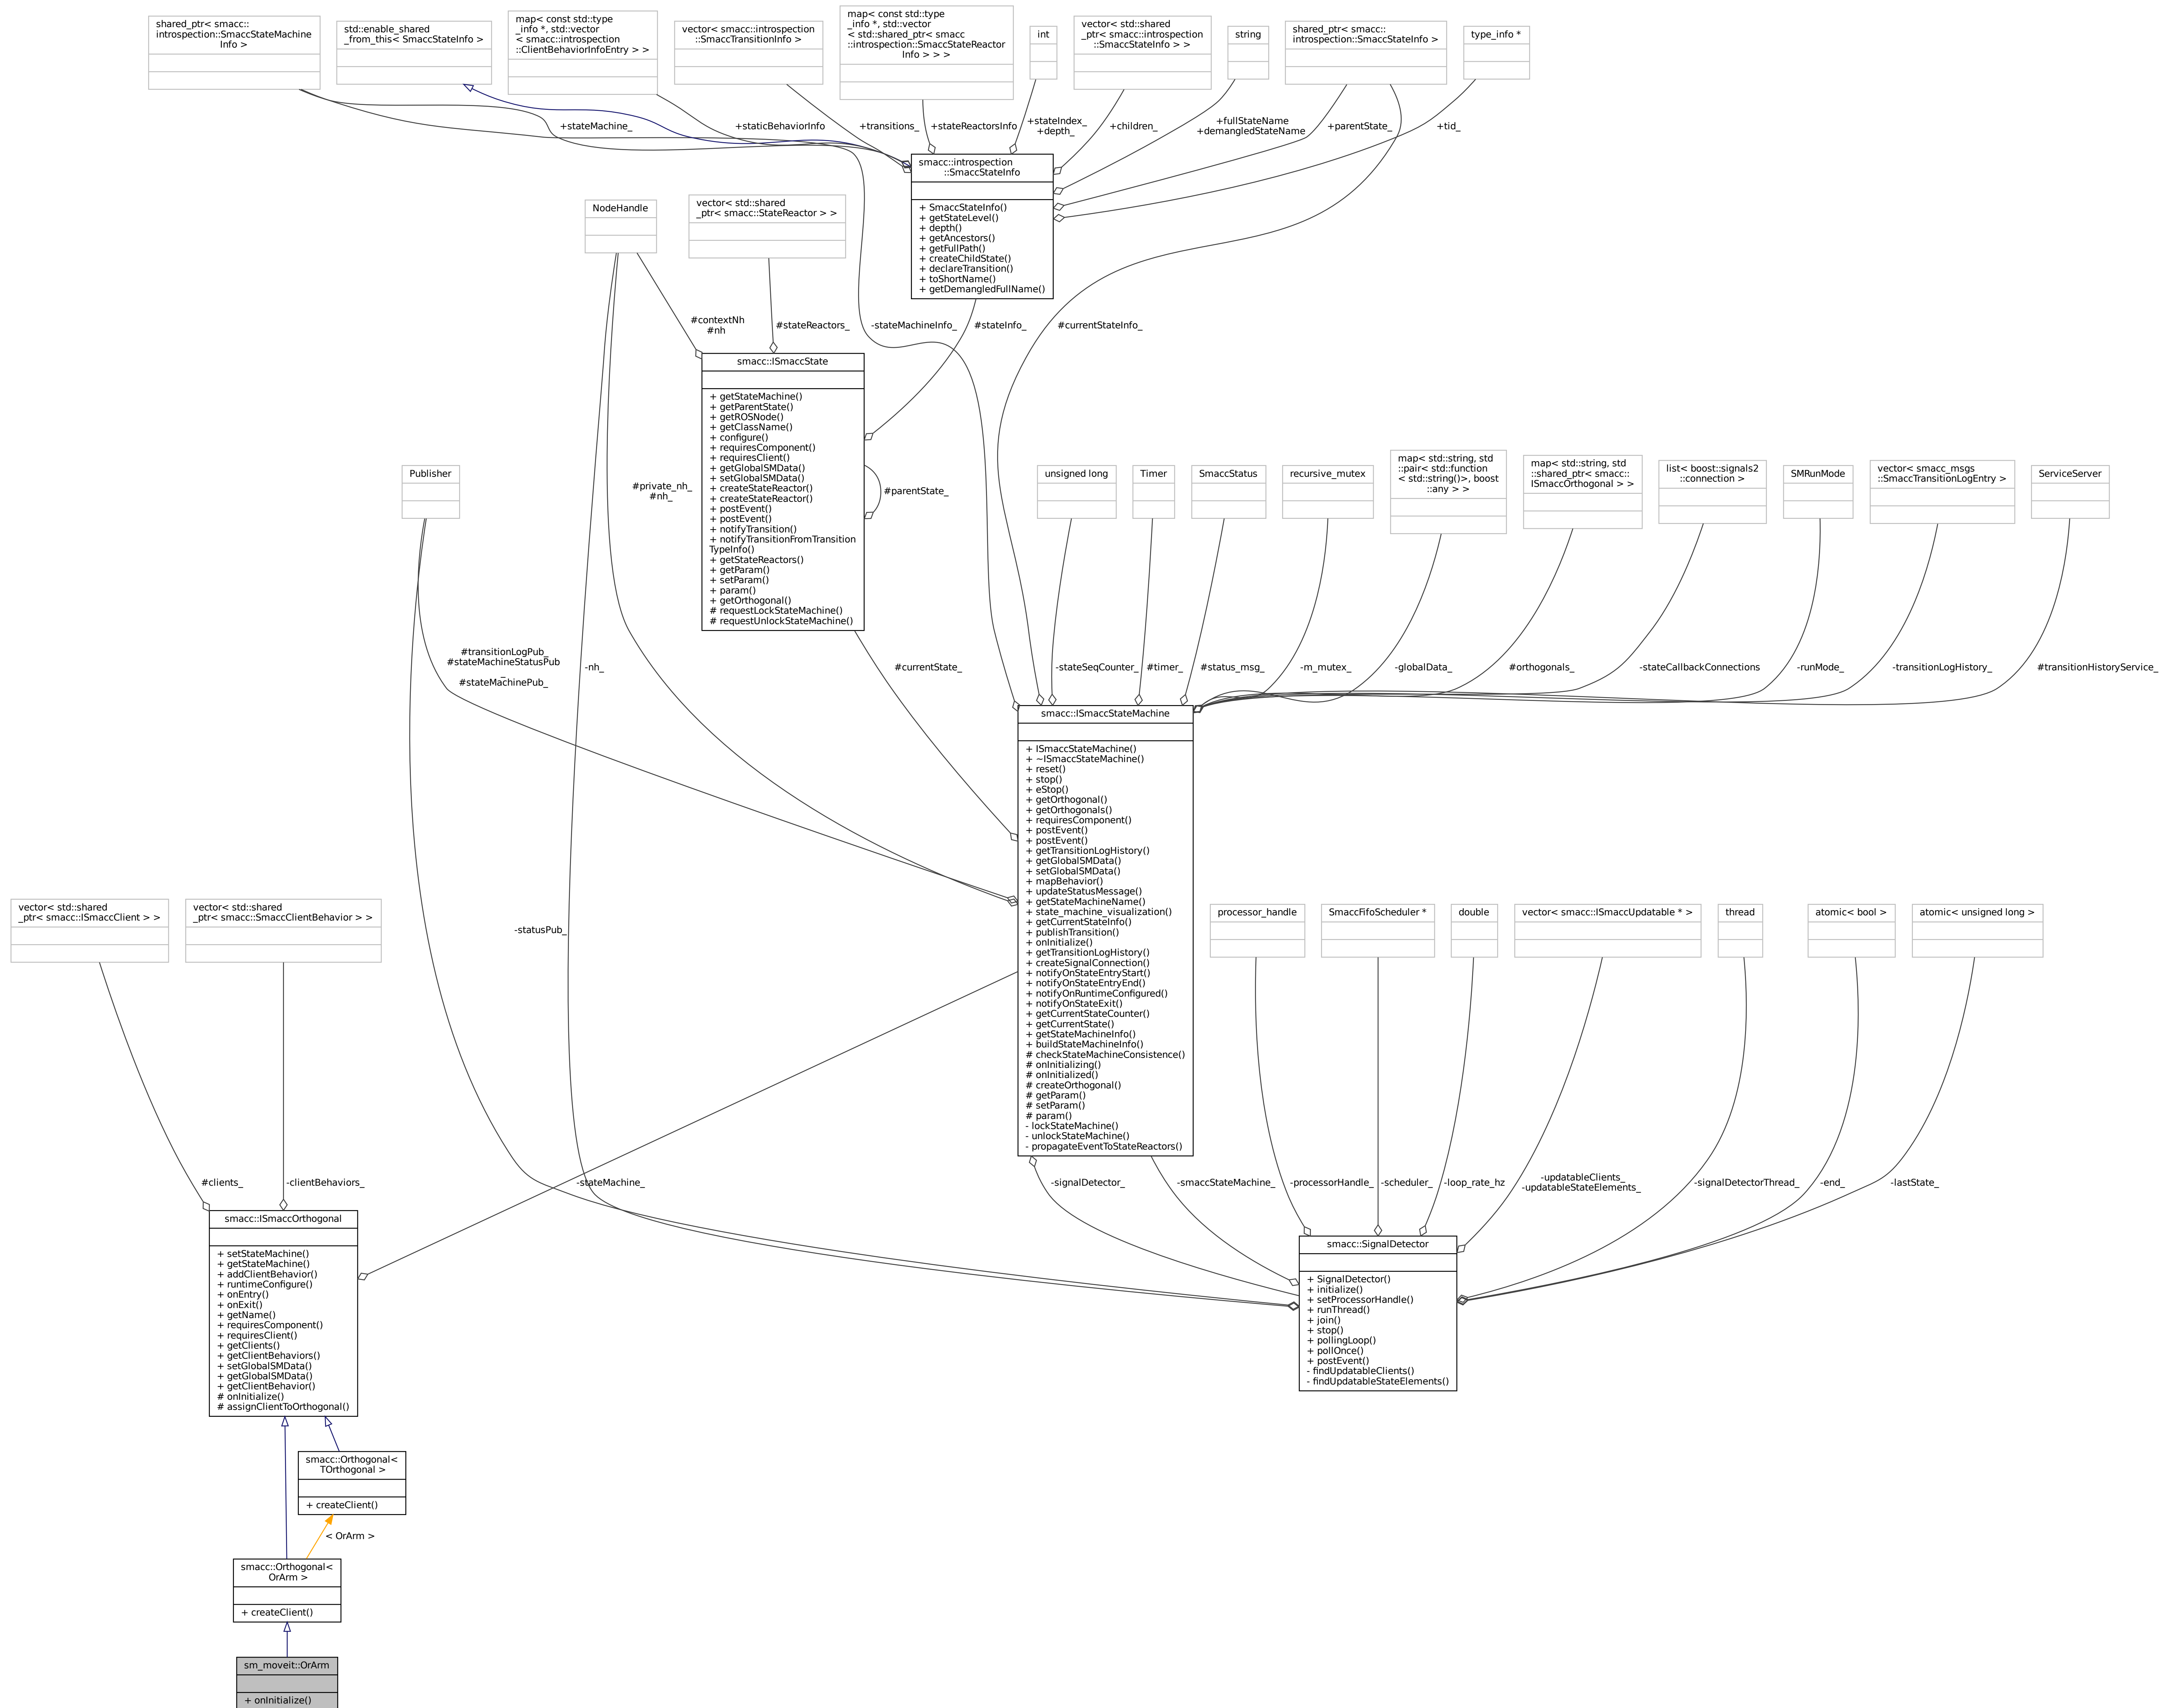 shared_ptr< smacc::
introspection::SmaccStateMachine
Info >
std::enable_shared
_from_this< SmaccStateInfo >
map< const std::type
_info *, std::vector
< smacc::introspection
::ClientBehaviorInfoEntry > >
vector< smacc::introspection
::SmaccTransitionInfo >
map< const std::type
_info *, std::vector
< std::shared_ptr< smacc
::introspection::SmaccStateReactor
Info > > >
int
vector< std::shared
_ptr< smacc::introspection
::SmaccStateInfo > >
string
shared_ptr< smacc::
introspection::SmaccStateInfo >
type_info *
+stateMachine_
+staticBehaviorInfo
+transitions_
+stateReactorsInfo
+stateIndex_
+depth_
+children_
+fullStateName
+demangledStateName
+parentState_
+tid_
smacc::introspection
::SmaccStateInfo
+ SmaccStateInfo()
+ getStateLevel()
+ depth()
+ getAncestors()
+ getFullPath()
+ createChildState()
+ declareTransition()
+ toShortName()
+ getDemangledFullName()
NodeHandle
vector< std::shared
_ptr< smacc::StateReactor > >
#contextNh
#nh
#stateReactors_
-stateMachineInfo_
#stateInfo_
#currentStateInfo_
smacc::ISmaccState
+ getStateMachine()
+ getParentState()
+ getROSNode()
+ getClassName()
+ configure()
+ requiresComponent()
+ requiresClient()
+ getGlobalSMData()
+ setGlobalSMData()
+ createStateReactor()
+ createStateReactor()
+ postEvent()
+ postEvent()
+ notifyTransition()
+ notifyTransitionFromTransition
TypeInfo()
+ getStateReactors()
+ getParam()
+ setParam()
+ param()
+ getOrthogonal()
# requestLockStateMachine()
# requestUnlockStateMachine()
#parentState_
Publisher
#private_nh_
#nh_
unsigned long
Timer
SmaccStatus
recursive_mutex
map< std::string, std
::pair< std::function
< std::string()>, boost
::any > >
map< std::string, std
::shared_ptr< smacc::
ISmaccOrthogonal > >
list< boost::signals2
::connection >
SMRunMode
vector< smacc_msgs
::SmaccTransitionLogEntry >
ServiceServer
#transitionLogPub_
#stateMachineStatusPub
_
#stateMachinePub_
-nh_
#currentState_
-stateSeqCounter_
#timer_
#status_msg_
-m_mutex_
-globalData_
#orthogonals_
-stateCallbackConnections
-runMode_
-transitionLogHistory_
#transitionHistoryService_
smacc::ISmaccStateMachine
+ ISmaccStateMachine()
+ ~ISmaccStateMachine()
+ reset()
+ stop()
+ eStop()
+ getOrthogonal()
+ getOrthogonals()
+ requiresComponent()
+ postEvent()
+ postEvent()
+ getTransitionLogHistory()
+ getGlobalSMData()
+ setGlobalSMData()
+ mapBehavior()
+ updateStatusMessage()
+ getStateMachineName()
+ state_machine_visualization()
+ getCurrentStateInfo()
+ publishTransition()
+ onInitialize()
+ getTransitionLogHistory()
+ createSignalConnection()
+ notifyOnStateEntryStart()
+ notifyOnStateEntryEnd()
+ notifyOnRuntimeConfigured()
+ notifyOnStateExit()
+ getCurrentStateCounter()
+ getCurrentState()
+ getStateMachineInfo()
+ buildStateMachineInfo()
# checkStateMachineConsistence()
# onInitializing()
# onInitialized()
# createOrthogonal()
# getParam()
# setParam()
# param()
- lockStateMachine()
- unlockStateMachine()
- propagateEventToStateReactors()
vector< std::shared
_ptr< smacc::ISmaccClient > >
vector< std::shared
_ptr< smacc::SmaccClientBehavior > >
-statusPub_
processor_handle
SmaccFifoScheduler *
double
vector< smacc::ISmaccUpdatable * >
thread
atomic< bool >
atomic< unsigned long >
#clients_
-clientBehaviors_
-stateMachine_
-signalDetector_
-smaccStateMachine_
-processorHandle_
-scheduler_
-loop_rate_hz
-updatableClients_
-updatableStateElements_
-signalDetectorThread_
-end_
-lastState_
smacc::ISmaccOrthogonal
+ setStateMachine()
+ getStateMachine()
+ addClientBehavior()
+ runtimeConfigure()
+ onEntry()
+ onExit()
+ getName()
+ requiresComponent()
+ requiresClient()
+ getClients()
+ getClientBehaviors()
+ setGlobalSMData()
+ getGlobalSMData()
+ getClientBehavior()
# onInitialize()
# assignClientToOrthogonal()
smacc::SignalDetector
+ SignalDetector()
+ initialize()
+ setProcessorHandle()
+ runThread()
+ join()
+ stop()
+ pollingLoop()
+ pollOnce()
+ postEvent()
- findUpdatableClients()
- findUpdatableStateElements()
smacc::Orthogonal<
TOrthogonal >
+ createClient()
< OrArm >
smacc::Orthogonal<
OrArm >
+ createClient()
sm_moveit::OrArm
+ onInitialize()